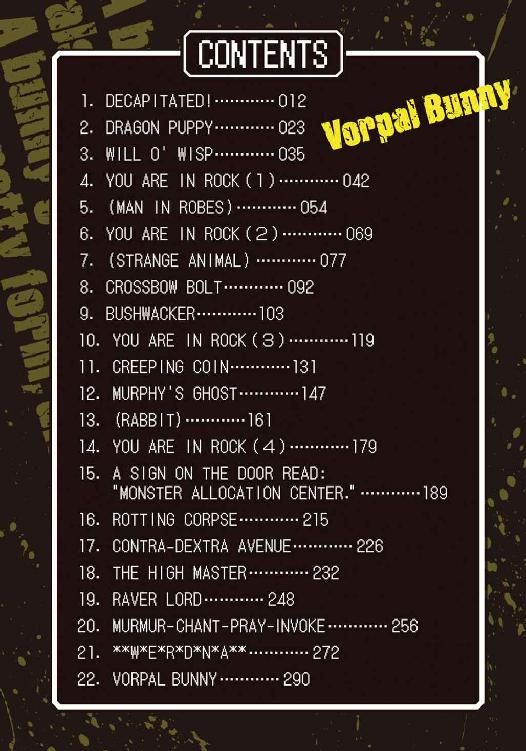 CONTENTS
Vorpal Bunny
1. DECAPITATED!············012
2. DRAGON PUPPY············023
3. WILL O' WISP············035
4. YOU ARE IN ROCK(1)············042
5. (MAN IN ROBES)············054
6. YOU ARE IN ROCK(2)············069
7. (STRANGE ANIMAL)············077
8. CROSSBOW BOLT············092
9. BUSHWACKER············103
10. YOU ARE IN ROCK(3)············119
11. CREEPING COIN············131
12. MURPHY'S GHOST············147
13. (RABBIT)············161
14. YOU ARE IN ROCK(4)············179
15. A SIGN ON THE DOOR READ:
"MONSTER ALLOCATION CENTER."············189
16. ROTTING CORPSE············215
17. CONTRA-DEXTRA AVENUE············226
18. THE HIGH MASTER············232
19. RAVER LORD············248
20. MURMUR-CHANT-PRAY-INVOKE············256
21. **W*E*R*D*N*A**············272
22. VORPAL BUNNY············290